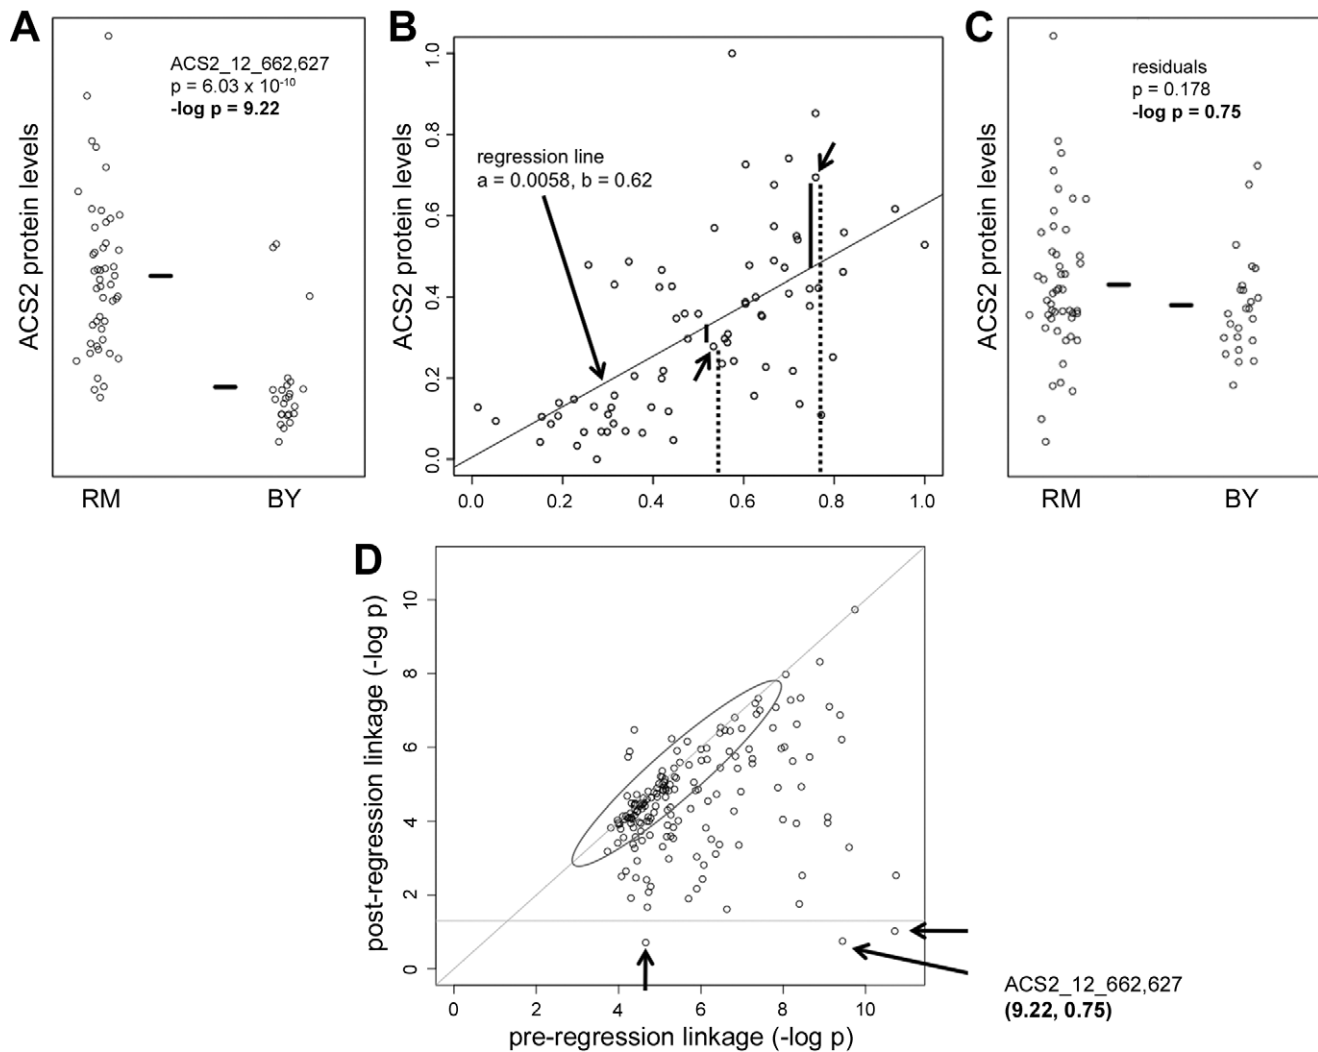 A
ACS2_12_662,627
p = 6.03 x 10-10
-log p = 9.22
ACS2 protein levels
RM
BY
B
1.0
0.8
0.6
0.4
0.2
0.0
ACS2 protein levels
regression line
a = 0.0058, b = 0.62
0.0
0.2
0.4
0.6
0.8
1.0
C
residuals
p = 0.178
-log p = 0.75
ACS2 protein levels
RM
BY
D
10
8
6
4
2
0
post-regression linkage (-log p)
0
2
4
6
8
10
pre-regression linkage (-log p)
ACS2_12_662,627
(9.22, 0.75)